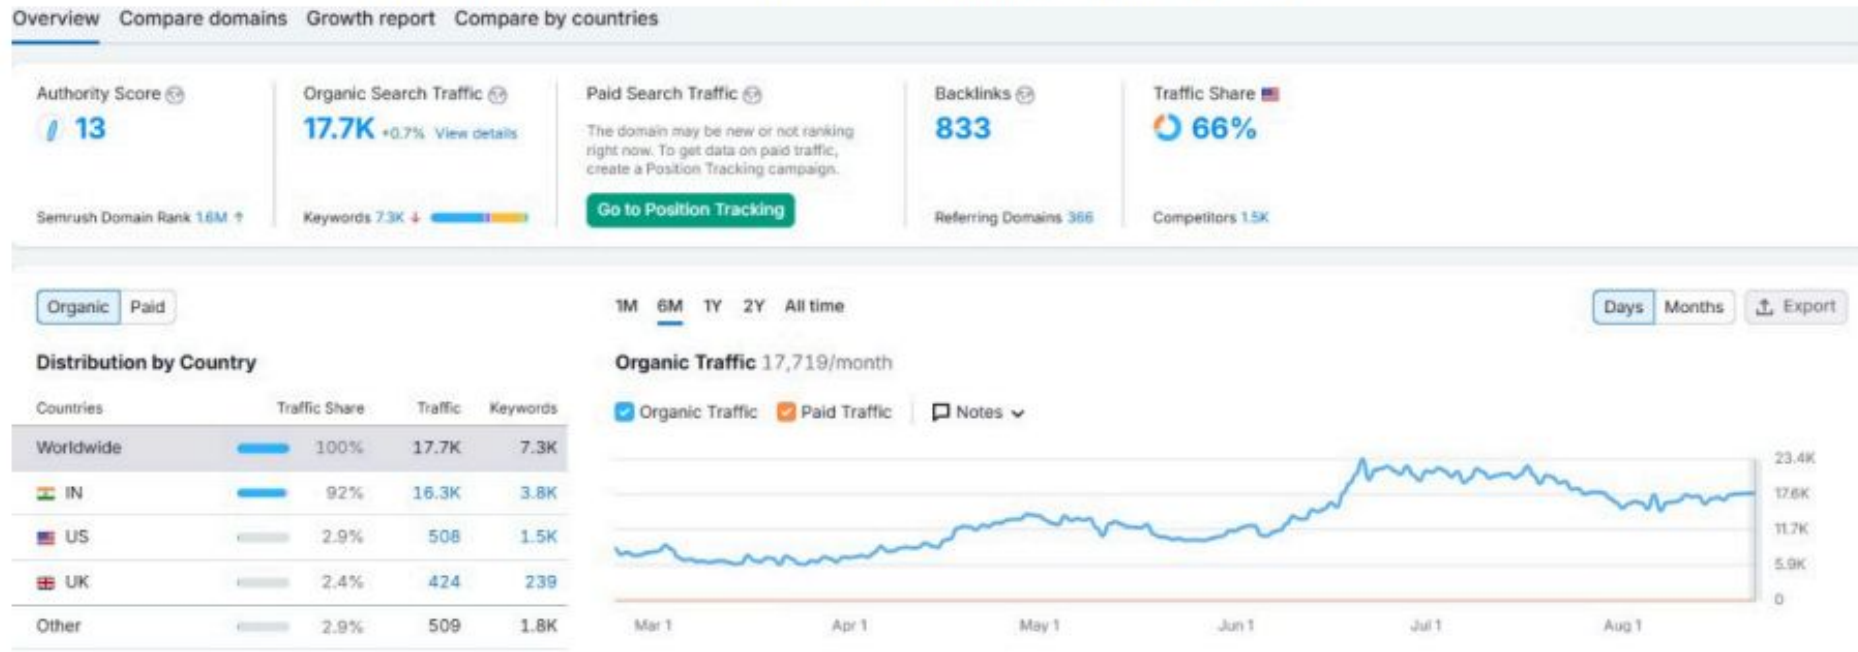 Overview Compare domains Growth report Compare by countries
Authority Score
13
Semrush Domain Rank 1.6M ↑
Organic Search Traffic
17.7K +0.7% View details
Keywords 7.3K ↓
Paid Search Traffic
The domain may be new or not ranking
right now. To get data on paid traffic,
create a Position Tracking campaign.
Go to Position Tracking
Backlinks
833
Referring Domains 366
Traffic Share
66%
Competitors 1.5K
Organic Paid
Distribution by Country
Countries Traffic Share Traffic Keywords
Worldwide 100% 17.7K 7.3K
IN 92% 16.3K 3.8K
US 2.9% 508 1.5K
UK 2.4% 424 239
Other 2.9% 509 1.8K
1M 6M 1Y 2Y All time
Days Months Export
Organic Traffic 17,719/month
Organic Traffic Paid Traffic Notes
23.4K
17.6K
11.7K
5.9K
0
Mar 1 Apr 1 May 1 Jun 1 Jul 1 Aug 1